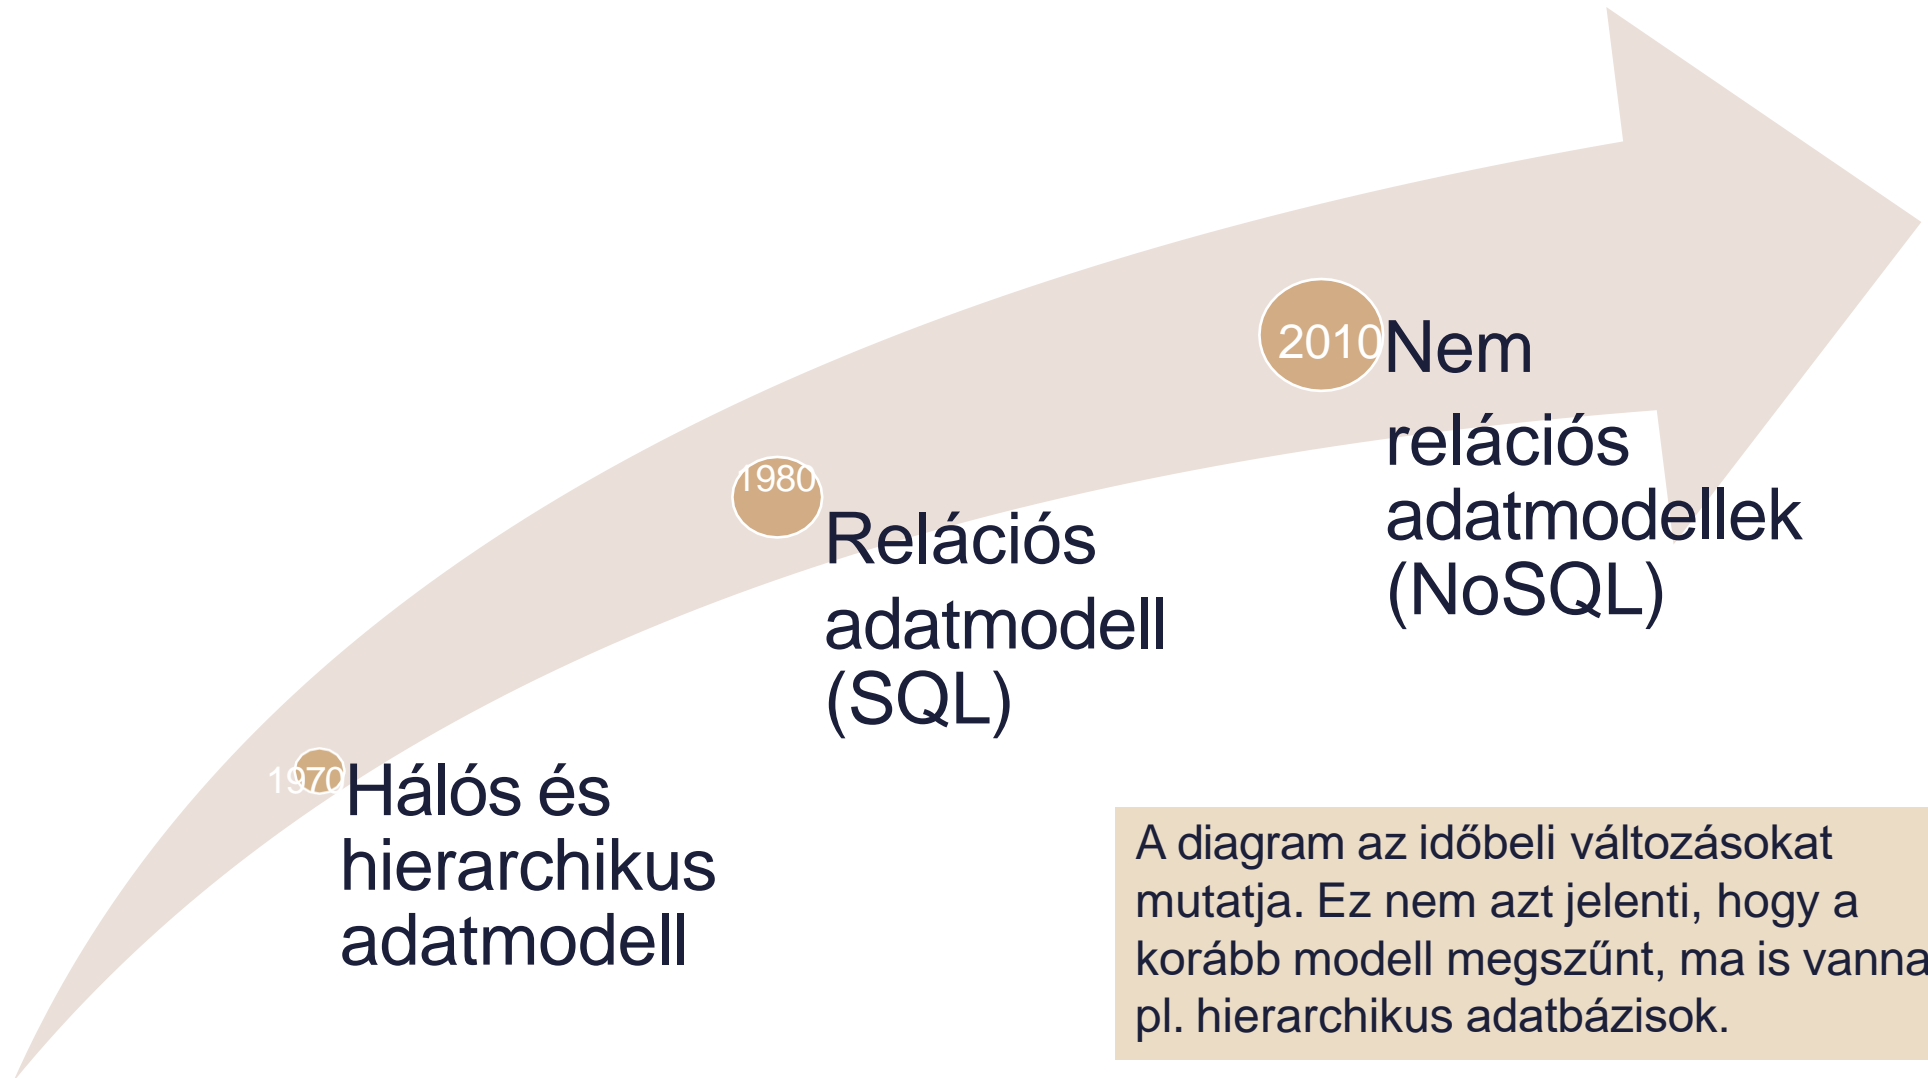 1970
Hálós és
hierarchikus
adatmodell
1980
Relációs
adatmodell
(SQL)
2010
Nem
relációs
adatmodellek
(NoSQL)
A diagram az időbeli változásokat
mutatja. Ez nem azt jelenti, hogy a
korább modell megszűnt, ma is vanna
pl. hierarchikus adatbázisok.